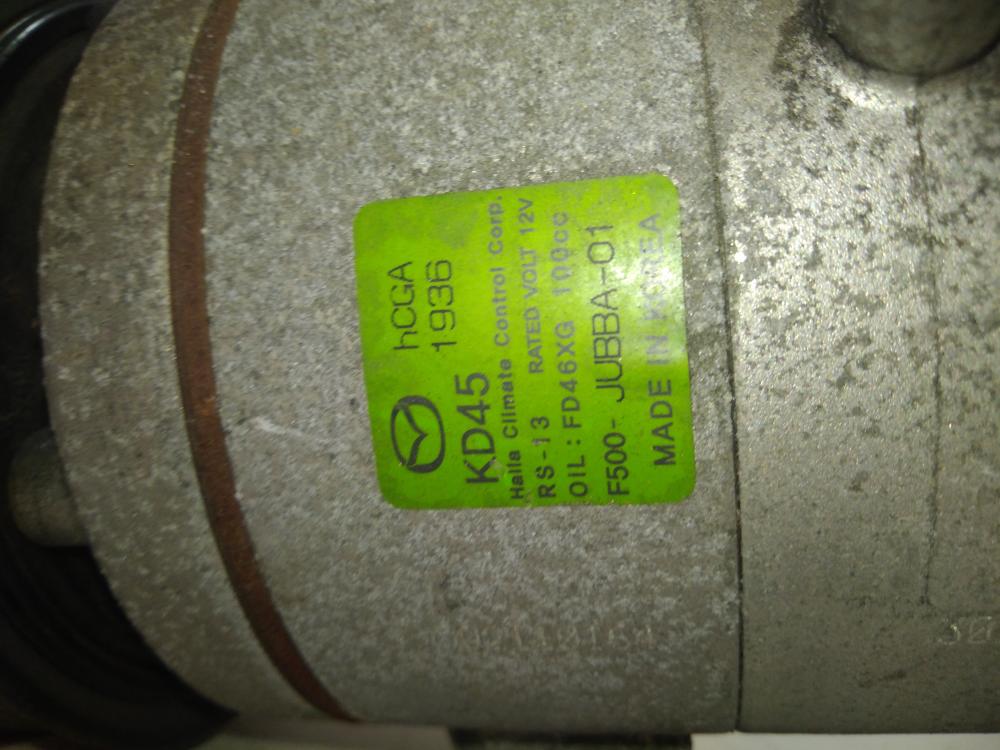 hCGA
1936
KD45
Halla Climate Control Corp.
RS-13 RATED VOLT 12V
OIL : FD46XG 100cc
F500- JUBBA-01
MADE IN KOREA